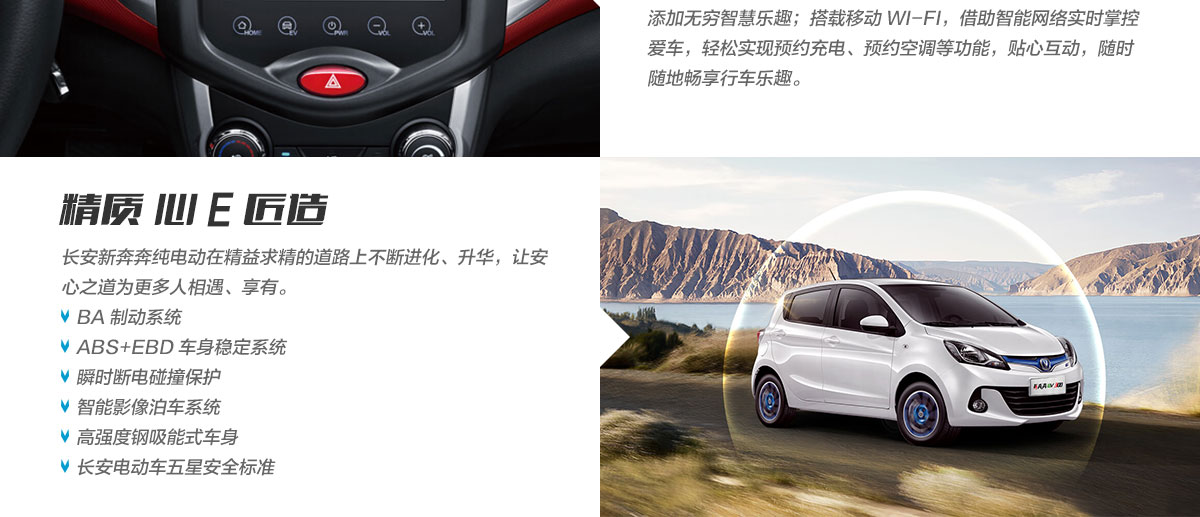 HOME
EV
PWR
VOL
VOL
添加无穷智慧乐趣；搭载移动 WI-FI，借助智能网络实时掌控
爱车，轻松实现预约充电、预约空调等功能，贴心互动，随时
随地畅享行车乐趣。
精质 心 E 匠造
长安新奔奔纯电动在精益求精的道路上不断进化、升华，让安
心之道为更多人相遇、享有。
BA 制动系统
ABS+EBD 车身稳定系统
瞬时断电碰撞保护
智能影像泊车系统
高强度钢吸能式车身
长安电动车五星安全标准